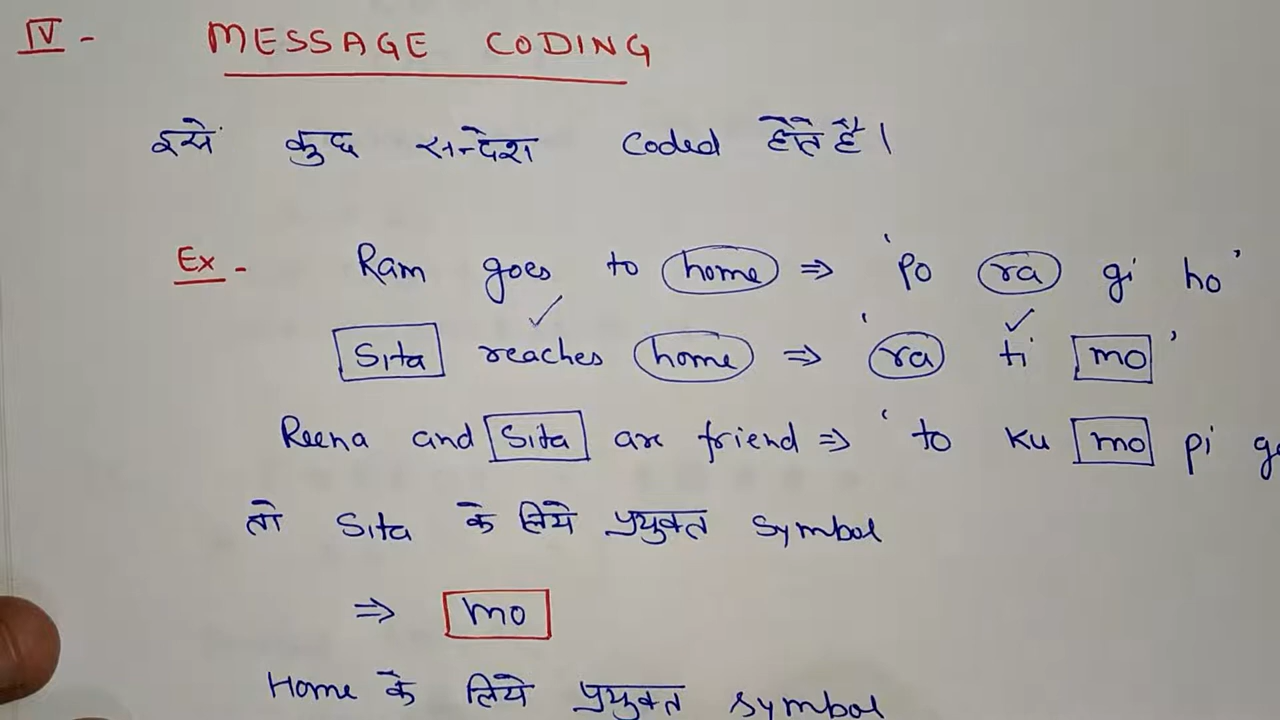 IV - MESSAGE CODING
इसमें कुछ सन्देश Coded होते है।
Ex - Ram goes to home ⇒ 'Po ra gi ho'
Sita reaches home ⇒ 'ra ti mo'
Reena and Sita are friend ⇒ 'to Ku mo pi
तो Sita के लिये प्रयुक्त Symbol
⇒ mo
Home के लिये प्रयुक्त Symbol